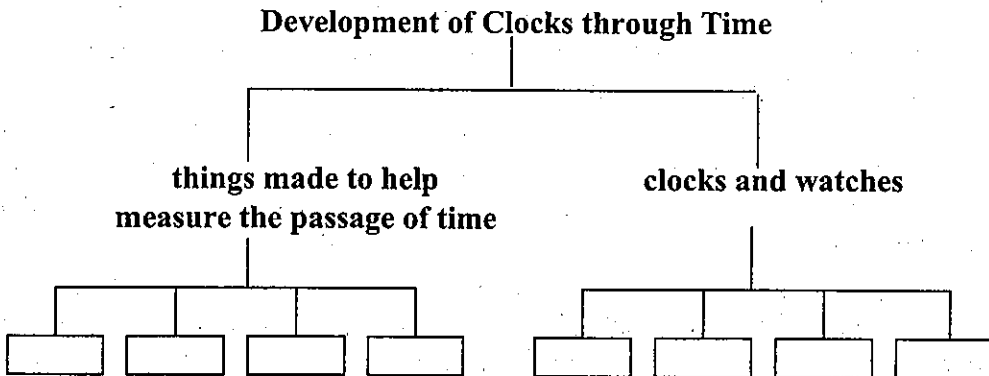 Development of Clocks through Time
things made to help
measure the passage of time
clocks and watches